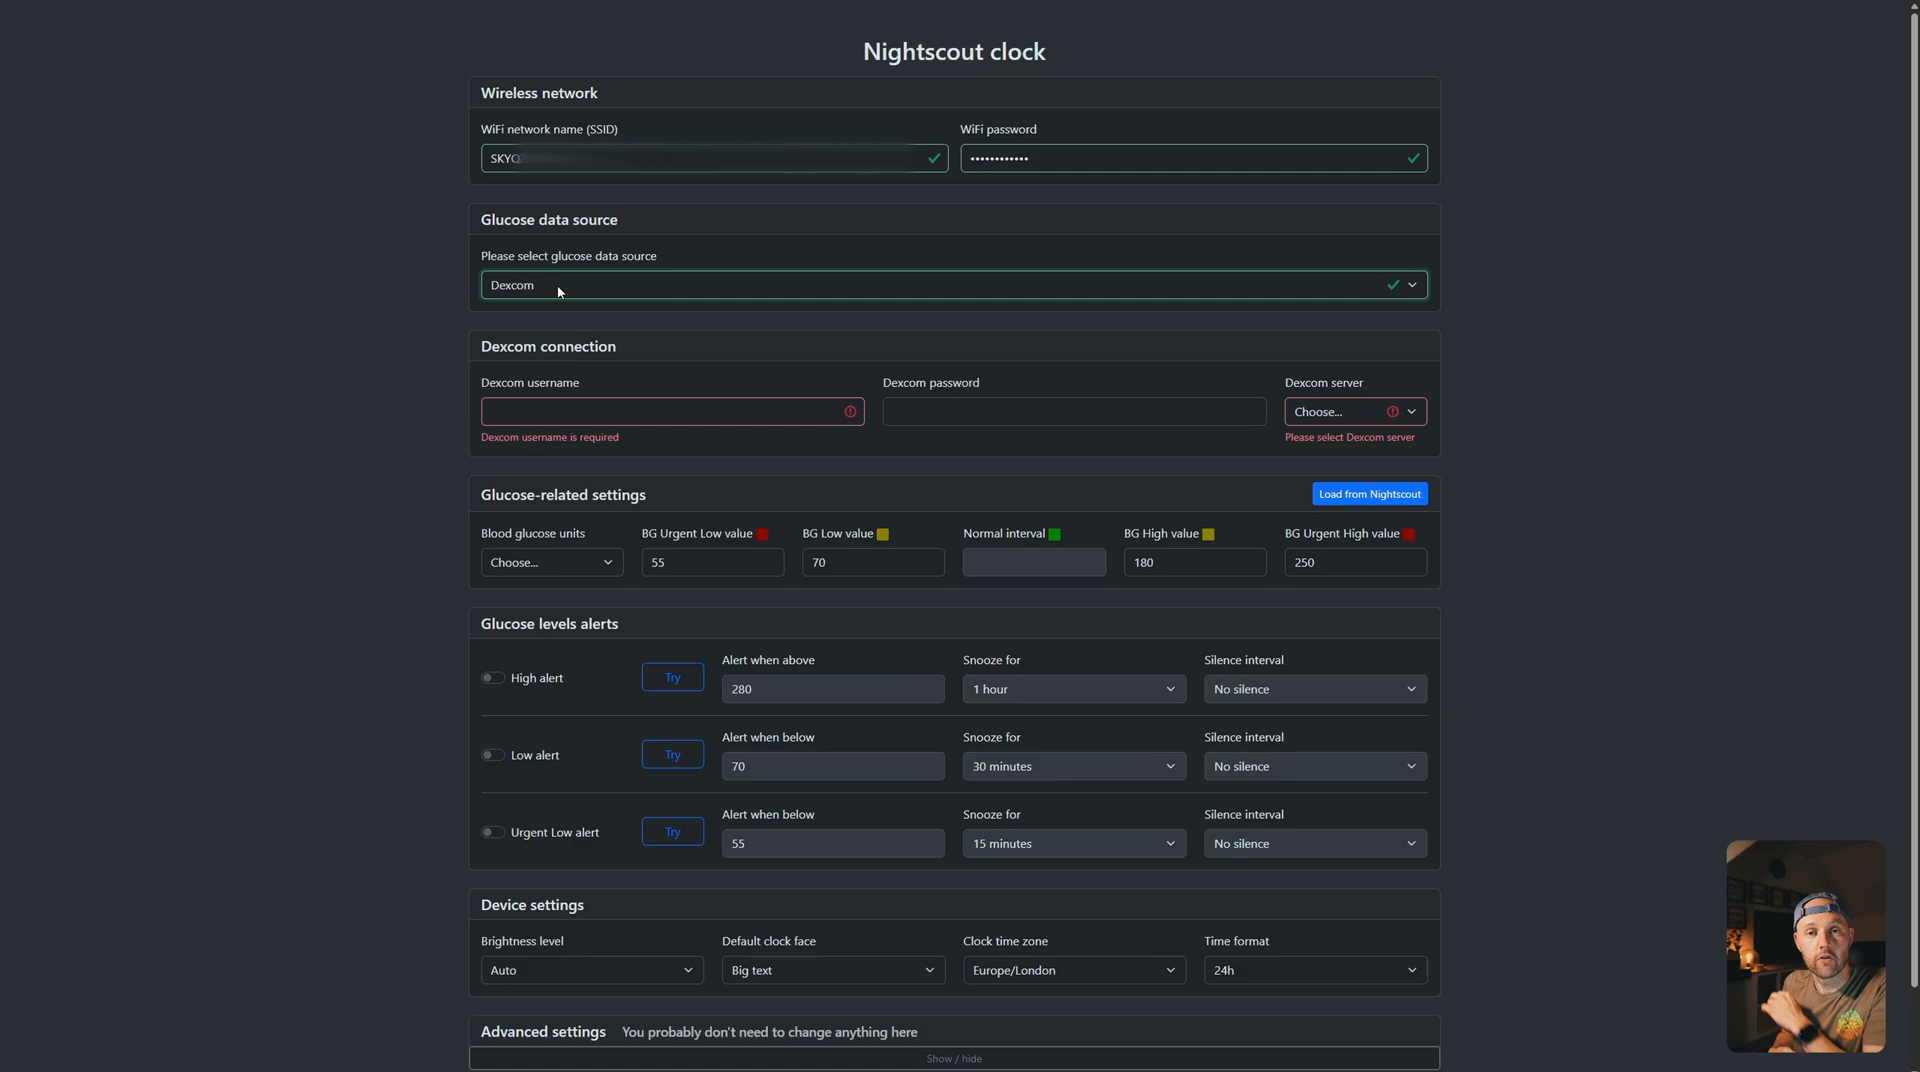 Nightscout clock
Wireless network
WiFi network name (SSID) WiFi password
SKYQ ••••••••••••
Glucose data source
Please select glucose data source
Dexcom
Dexcom connection
Dexcom username Dexcom password Dexcom server
Choose...
Dexcom username is required Please select Dexcom server
Glucose-related settings Load from Nightscout
Blood glucose units BG Urgent Low value BG Low value Normal interval BG High value BG Urgent High value
Choose... 55 70 180 250
Glucose levels alerts
Alert when above Snooze for Silence interval
High alert Try 280 1 hour No silence
Alert when below Snooze for Silence interval
Low alert Try 70 30 minutes No silence
Alert when below Snooze for Silence interval
Urgent Low alert Try 55 15 minutes No silence
Device settings
Brightness level Default clock face Clock time zone Time format
Auto Big text Europe/London 24h
Advanced settings You probably don't need to change anything here
Show / hide